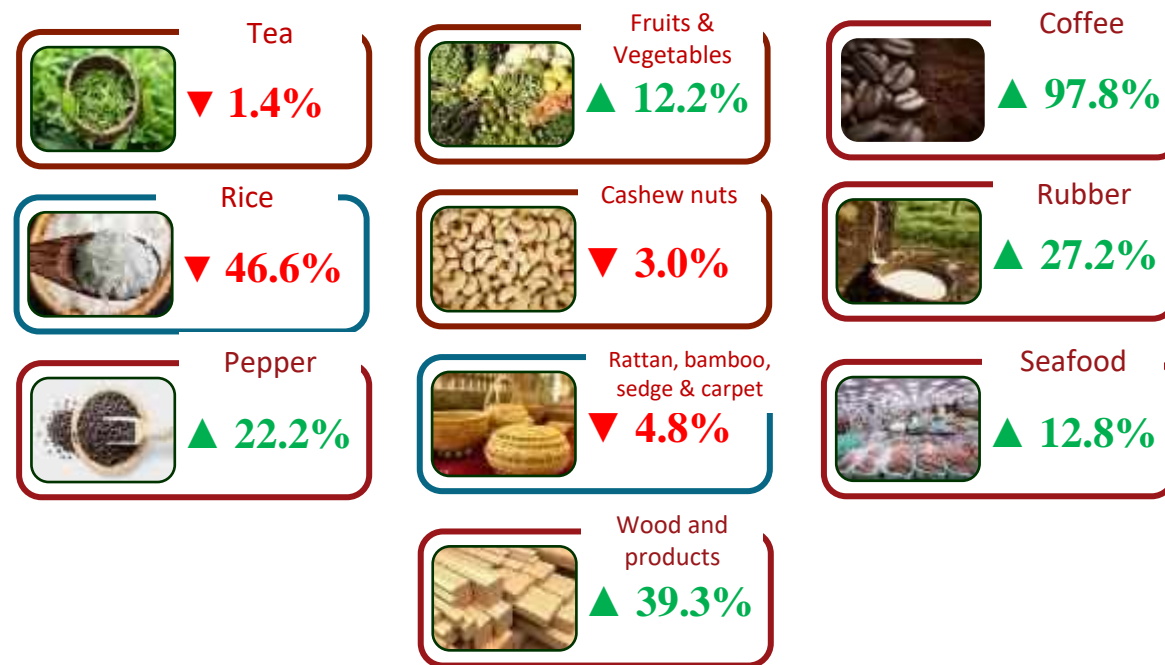 Tea
▼ 1.4%
Fruits &
Vegetables
▲ 12.2%
Coffee
▲ 97.8%
Rice
▼ 46.6%
Cashew nuts
▼ 3.0%
Rubber
▲ 27.2%
Pepper
▲ 22.2%
Rattan, bamboo,
sedge & carpet
▼ 4.8%
Seafood
▲ 12.8%
Wood and
products
▲ 39.3%